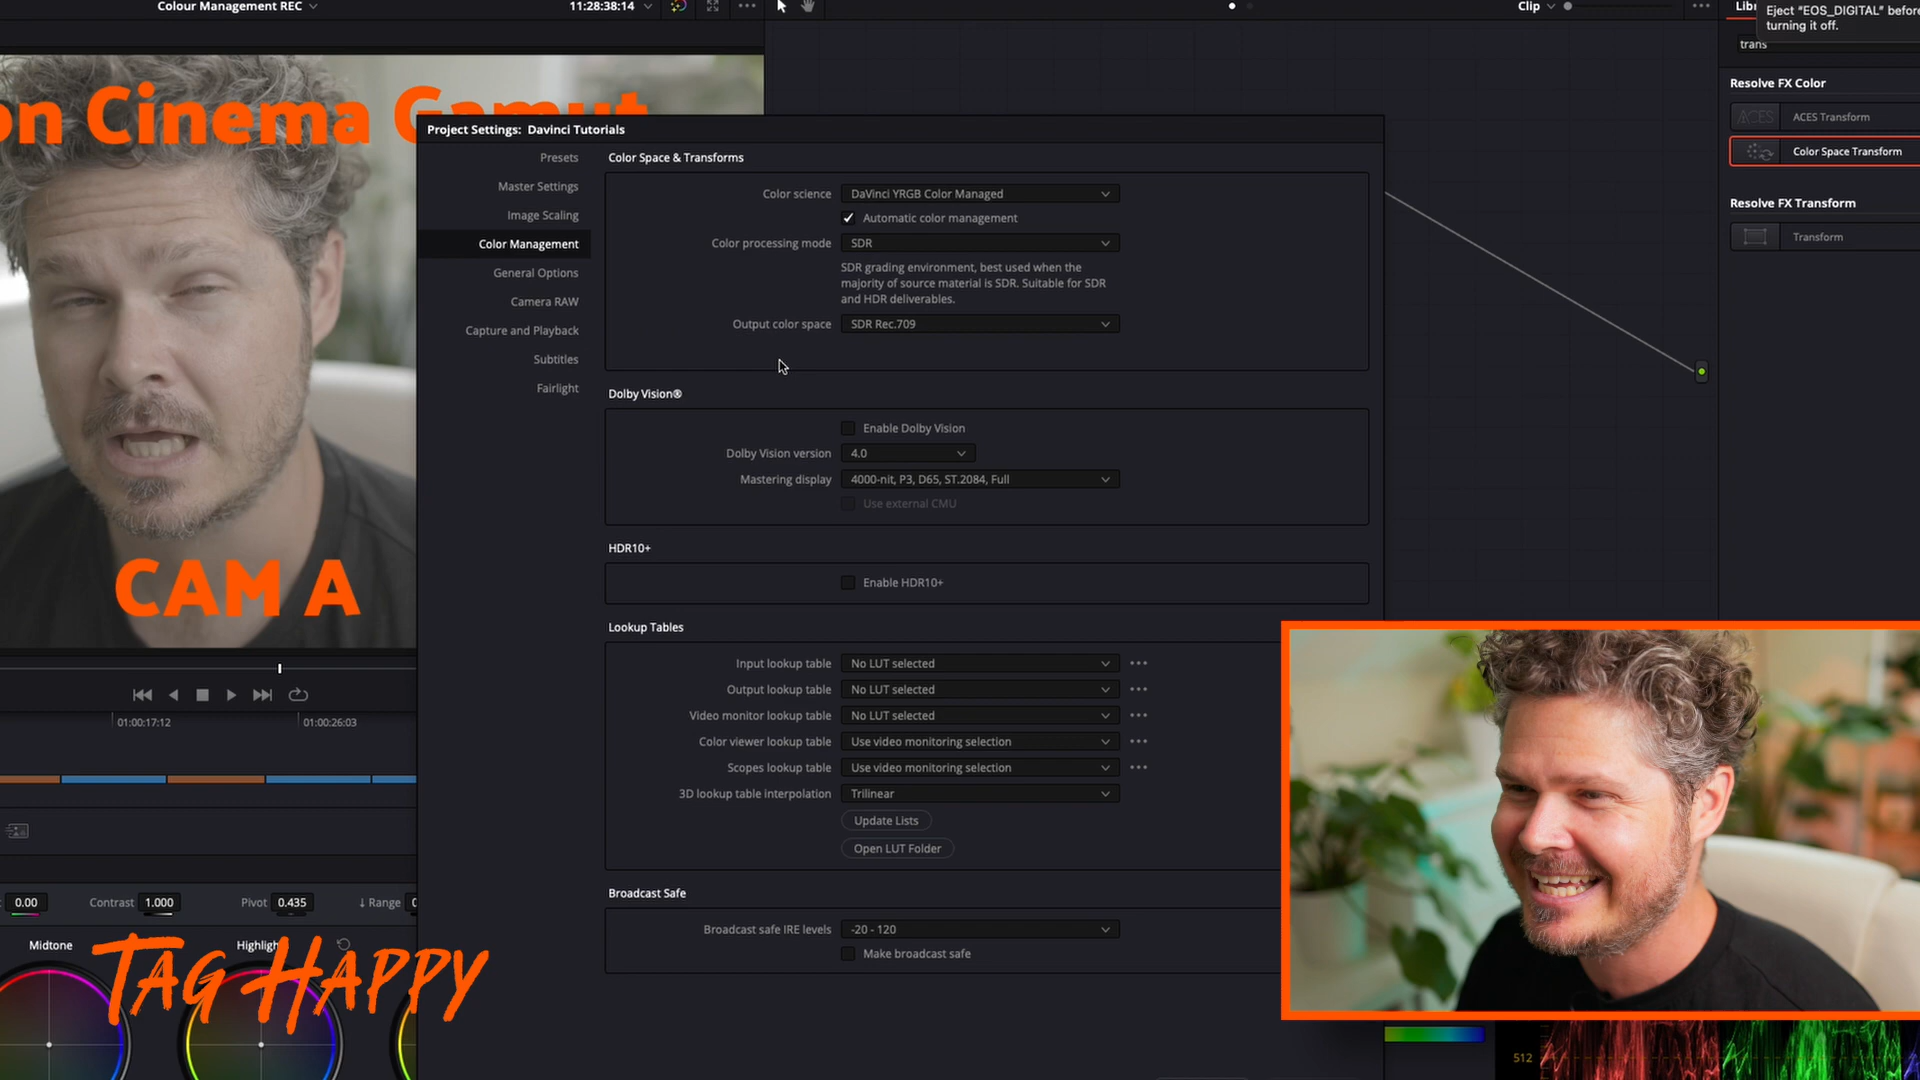 Colour Management REC
11:28:38:14
Clip
Eject "EOS_DIGITAL" before
turning it off.
trans
Resolve FX Color
ACES Transform
Color Space Transform
Resolve FX Transform
Transform
on Cinema Gamut
CAM A
Project Settings: Davinci Tutorials
Presets
Master Settings
Image Scaling
Color Management
General Options
Camera RAW
Capture and Playback
Subtitles
Fairlight
Color Space & Transforms
Color science DaVinci YRGB Color Managed
Automatic color management
Color processing mode SDR
SDR grading environment, best used when the
majority of source material is SDR. Suitable for SDR
and HDR deliverables.
Output color space SDR Rec.709
Dolby Vision®
Enable Dolby Vision
Dolby Vision version 4.0
Mastering display 4000-nit, P3, D65, ST.2084, Full
Use external CMU
HDR10+
Enable HDR10+
Lookup Tables
Input lookup table No LUT selected
Output lookup table No LUT selected
Video monitor lookup table No LUT selected
Color viewer lookup table Use video monitoring selection
Scopes lookup table Use video monitoring selection
3D lookup table interpolation Trilinear
Update Lists
Open LUT Folder
Broadcast Safe
Broadcast safe IRE levels -20 - 120
Make broadcast safe
01:00:17:12
01:00:26:03
0.00 Contrast 1.000 Pivot 0.435 Range
Midtone
TAG HAPPY
512